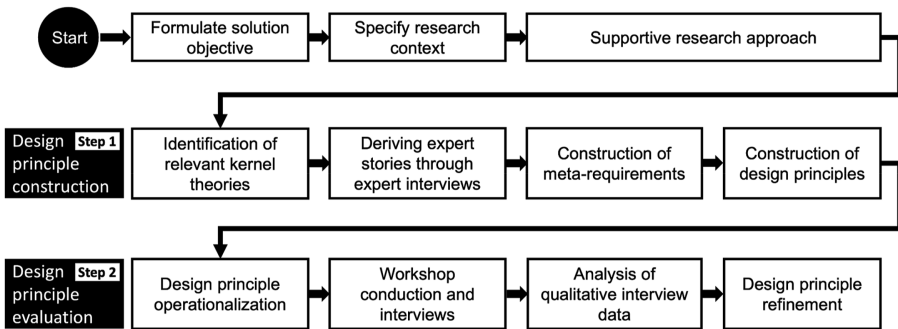 Start
Formulate solution
objective
Specify research
context
Supportive research approach
Design Step 1
principle
construction
Identification of
relevant kernel
theories
Deriving expert
stories through
expert interviews
Construction of
meta-requirements
Construction of
design principles
Design Step 2
principle
evaluation
Design principle
operationalization
Workshop
conduction and
interviews
Analysis of
qualitative interview
data
Design principle
refinement